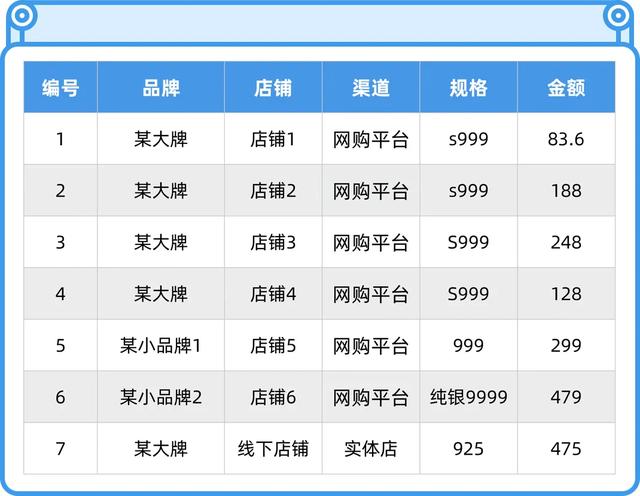 编号 品牌 店铺 渠道 规格 金额
1 某大牌 店铺1 网购平台 s999 83.6
2 某大牌 店铺2 网购平台 s999 188
3 某大牌 店铺3 网购平台 S999 248
4 某大牌 店铺4 网购平台 S999 128
5 某小品牌1 店铺5 网购平台 999 299
6 某小品牌2 店铺6 网购平台 纯银9999 479
7 某大牌 线下店铺 实体店 925 475